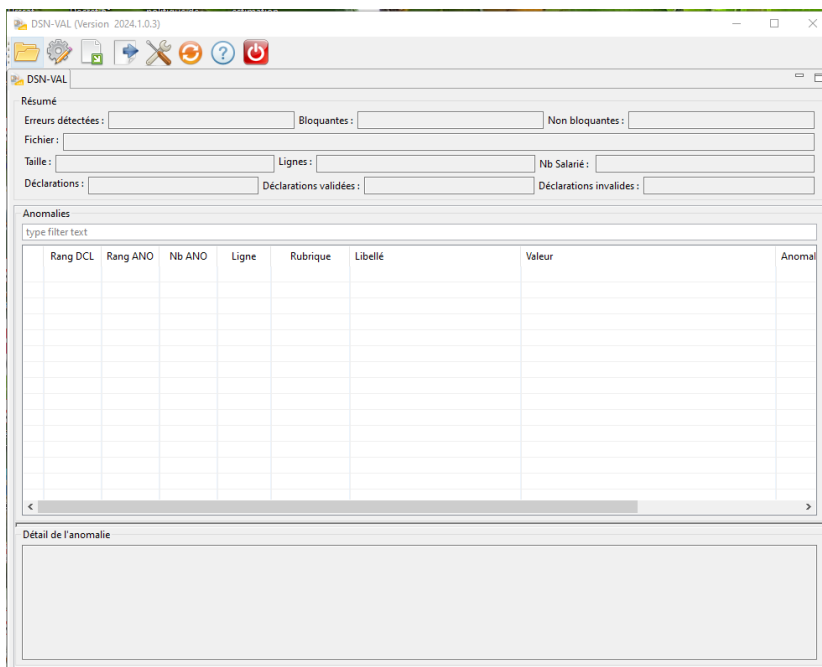 DSN-VAL (Version 2024.1.0.3)
DSN-VAL
Résumé
Erreurs détectées : Bloquantes : Non bloquantes :
Fichier :
Taille : Lignes : Nb Salarié :
Déclarations : Déclarations validées : Déclarations invalides :
Anomalies
type filter text
Rang DCL Rang ANO Nb ANO Ligne Rubrique Libellé Valeur Anomal
Détail de l'anomalie